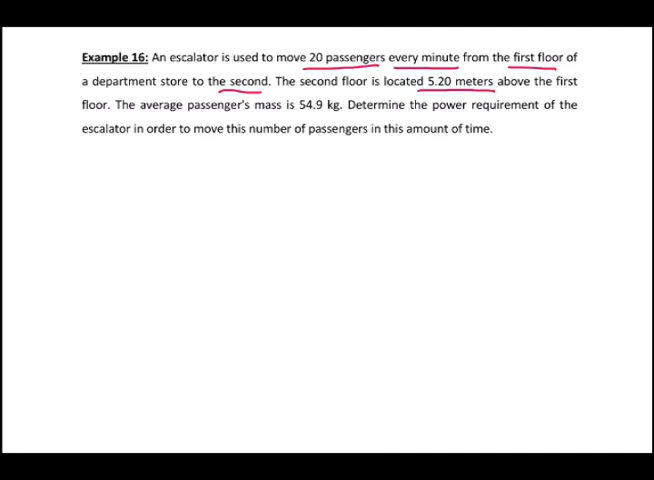 Example 16: An escalator is used to move 20 passengers every minute from the first floor of
a department store to the second. The second floor is located 5.20 meters above the first
floor. The average passenger's mass is 54.9 kg. Determine the power requirement of the
escalator in order to move this number of passengers in this amount of time.